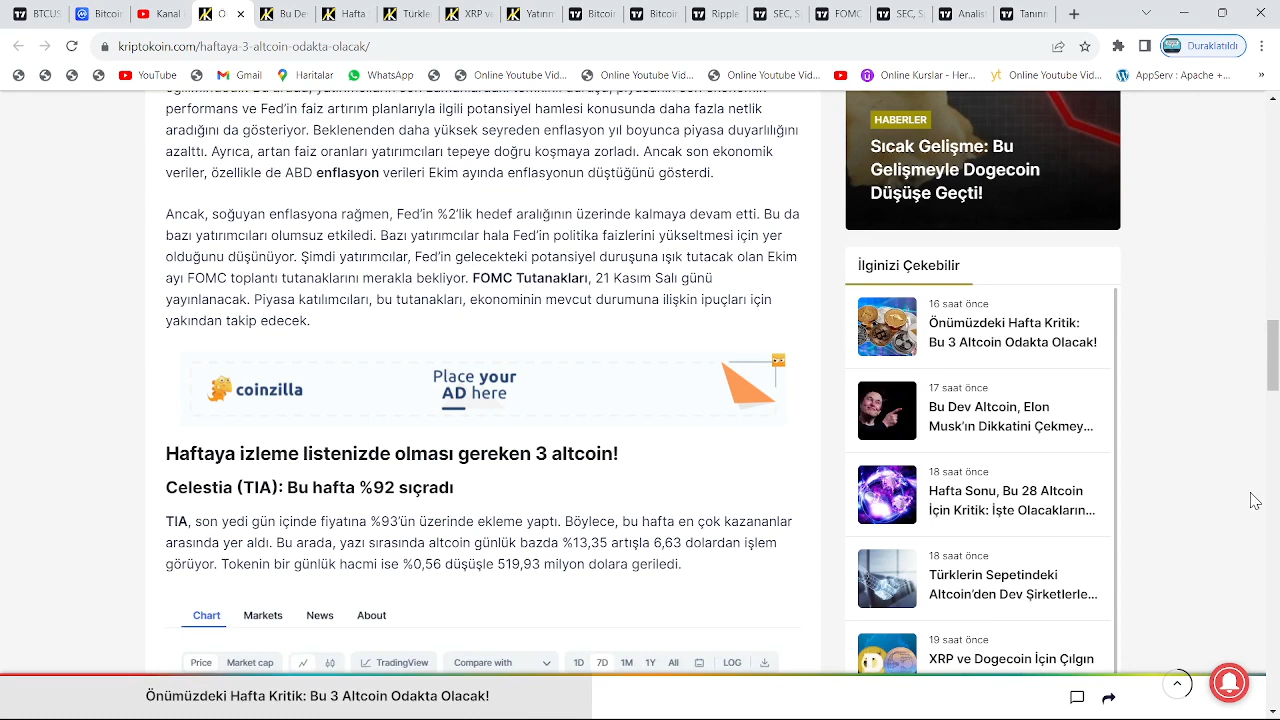 BTCUS
Bitcoi
Kanal
O
Bu De
Hafta
Türkle
XRP ve
Yatırın
Bitcoin
Bitcoin
Ripple
SEC, S
FOMC
SEC, S
Analis
Tanını
kriptokoin.com/haftaya-3-altcoin-odakta-olacak/
Duraklatıldı
YouTube
Gmail
Haritalar
WhatsApp
Online Youtube Vid...
Online Youtube Vid...
Online Youtube Vid...
Online Kurslar - Her...
Online Youtube Vid...
AppServ : Apache +...
performans ve Fed'in faiz artırım planlarıyla ilgili potansiyel hamlesi konusunda daha fazla netlik
aradığını da gösteriyor. Beklenenden daha yüksek seyreden enflasyon yıl boyunca piyasa duyarlılığını
azalttı. Ayrıca, artan faiz oranları yatırımcıları tepeye doğru koşmaya zorladı. Ancak son ekonomik
veriler, özellikle de ABD enflasyon verileri Ekim ayında enflasyonun düştüğünü gösterdi.
Ancak, soğuyan enflasyona rağmen, Fed'in %2'lik hedef aralığının üzerinde kalmaya devam etti. Bu da
bazı yatırımcıları olumsuz etkiledi. Bazı yatırımcılar hala Fed'in politika faizlerini yükseltmesi için yer
olduğunu düşünüyor. Şimdi yatırımcılar, Fed'in gelecekteki potansiyel duruşuna ışık tutacak olan Ekim
ayı FOMC toplantı tutanaklarını merakla bekliyor. FOMC Tutanakları, 21 Kasım Salı günü
yayınlanacak. Piyasa katılımcıları, bu tutanakları, ekonominin mevcut durumuna ilişkin ipuçları için
yakından takip edecek.
coinzilla
Place your
AD here
Haftaya izleme listenizde olması gereken 3 altcoin!
Celestia (TIA): Bu hafta %92 sıçradı
TIA, son yedi gün içinde fiyatına %93'ün üzerinde ekleme yaptı. Böylece, bu hafta en çok kazananlar
arasında yer aldı. Bu arada, yazı sırasında altcoin günlük bazda %13,35 artışla 6,63 dolardan işlem
görüyor. Tokenin bir günlük hacmi ise %0,56 düşüşle 519,93 milyon dolara geriledi.
Chart
Markets
News
About
Price
Market cap
TradingView
Compare with
1D
7D
1M
1Y
All
LOG
HABERLER
Sıcak Gelişme: Bu
Gelişmeyle Dogecoin
Düşüşe Geçti!
İlginizi Çekebilir
16 saat önce
Önümüzdeki Hafta Kritik:
Bu 3 Altcoin Odakta Olacak!
17 saat önce
Bu Dev Altcoin, Elon
Musk'ın Dikkatini Çekmey...
18 saat önce
Hafta Sonu, Bu 28 Altcoin
İçin Kritik: İşte Olacakların...
18 saat önce
Türklerin Sepetindeki
Altcoin'den Dev Şirketlerle...
19 saat önce
XRP ve Dogecoin İçin Çılgın
Önümüzdeki Hafta Kritik: Bu 3 Altcoin Odakta Olacak!